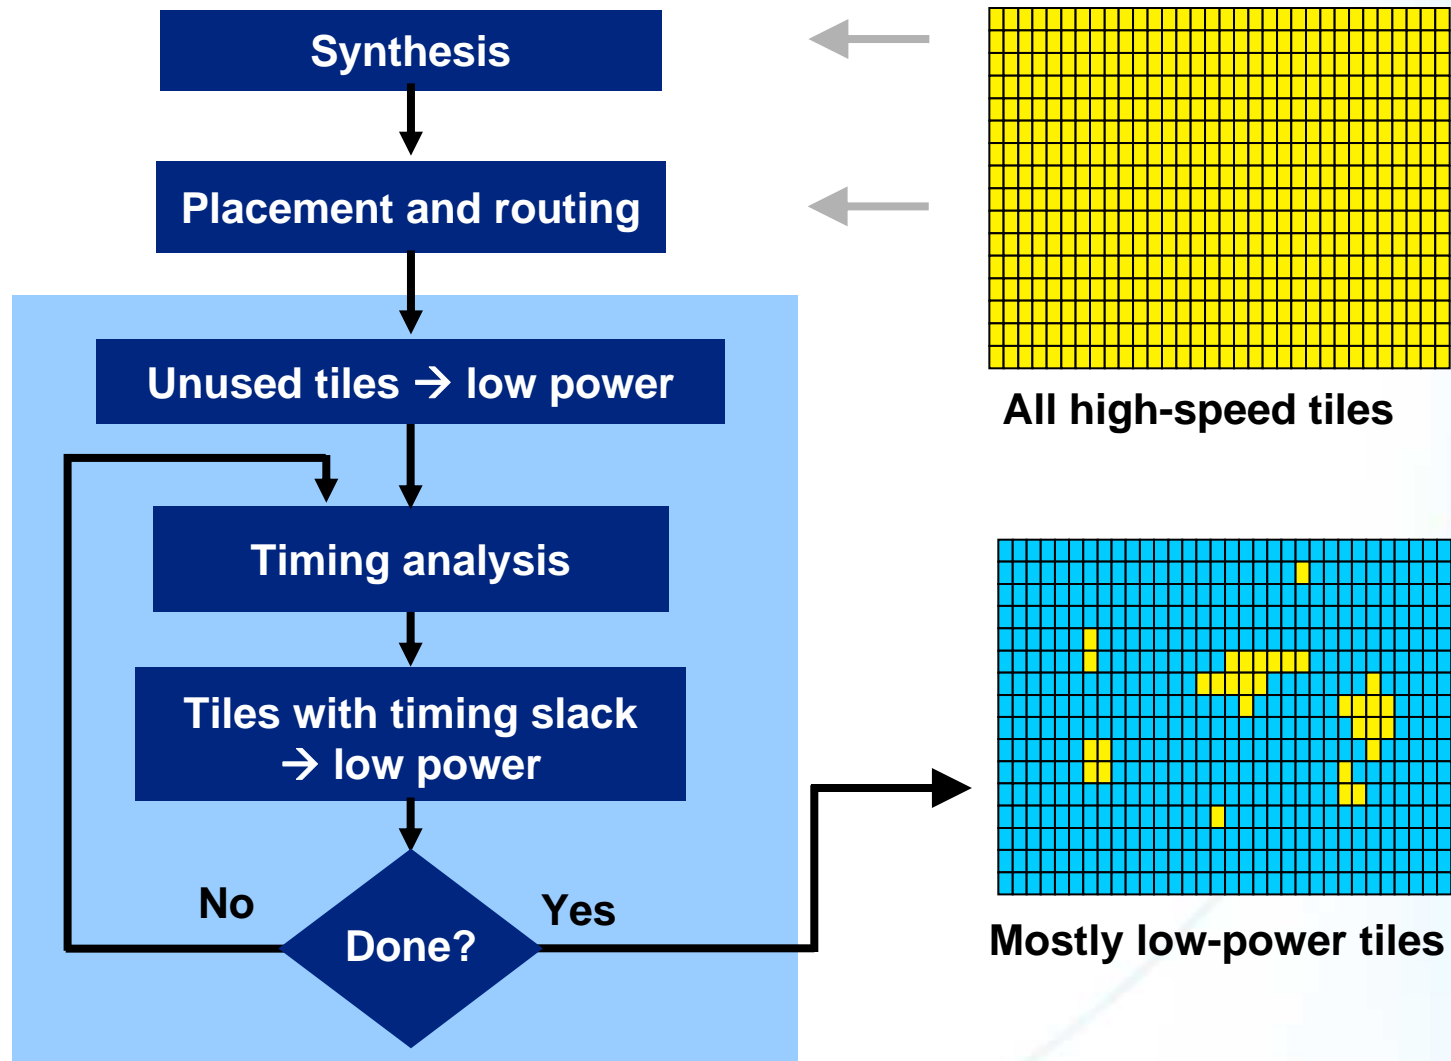 Synthesis
Placement and routing
Unused tiles → low power
Timing analysis
Tiles with timing slack
→ low power
Done?
No
Yes
All high-speed tiles
Mostly low-power tiles